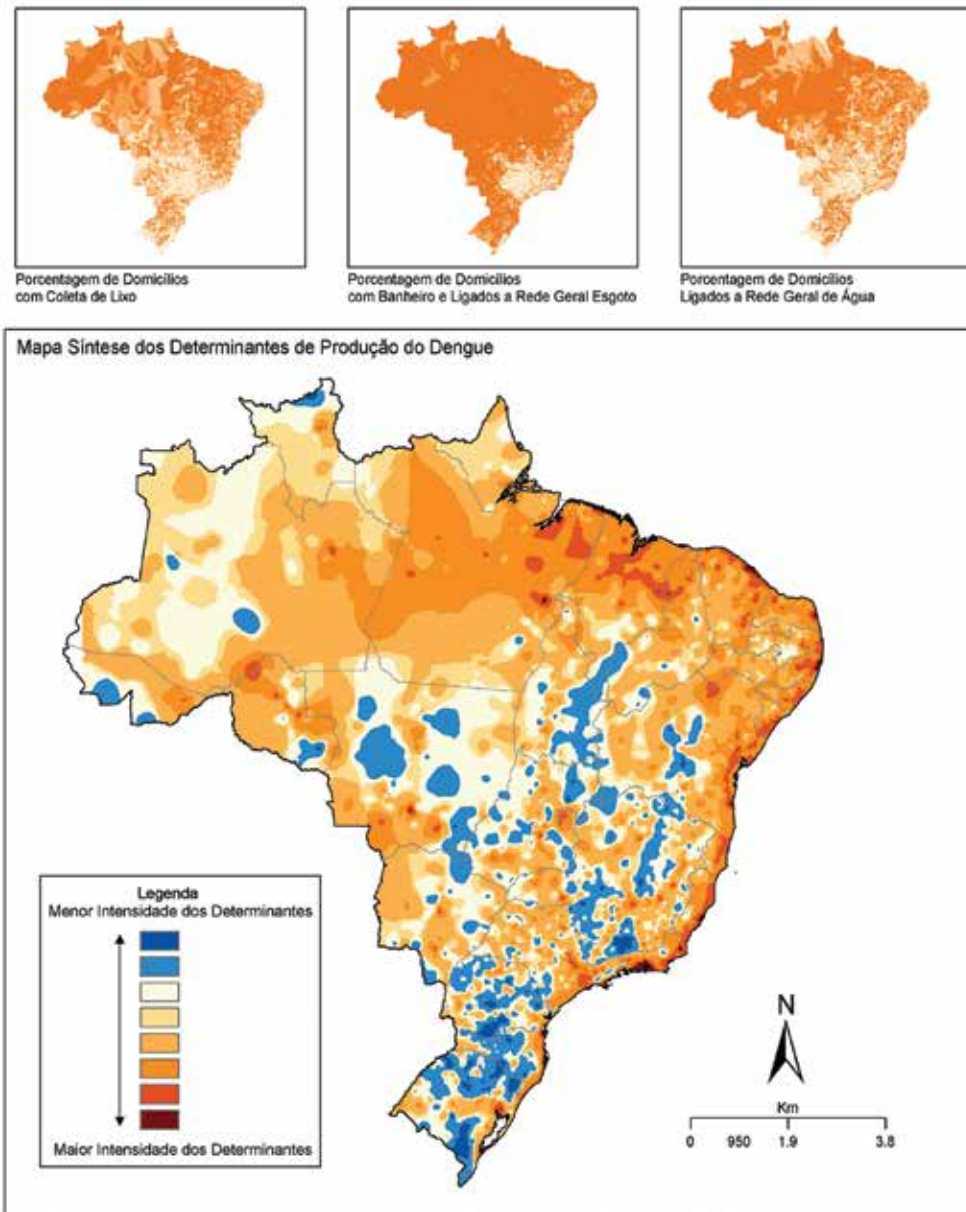 Porcentagem de Domicílios
com Coleta de Lixo
Porcentagem de Domicílios
com Banheiro e Ligados a Rede Geral Esgoto
Porcentagem de Domicílios
Ligados a Rede Geral de Água
Mapa Síntese dos Determinantes de Produção do Dengue
Legenda
Menor Intensidade dos Determinantes
Maior Intensidade dos Determinantes
N
Km
0 950 1.9 3.8